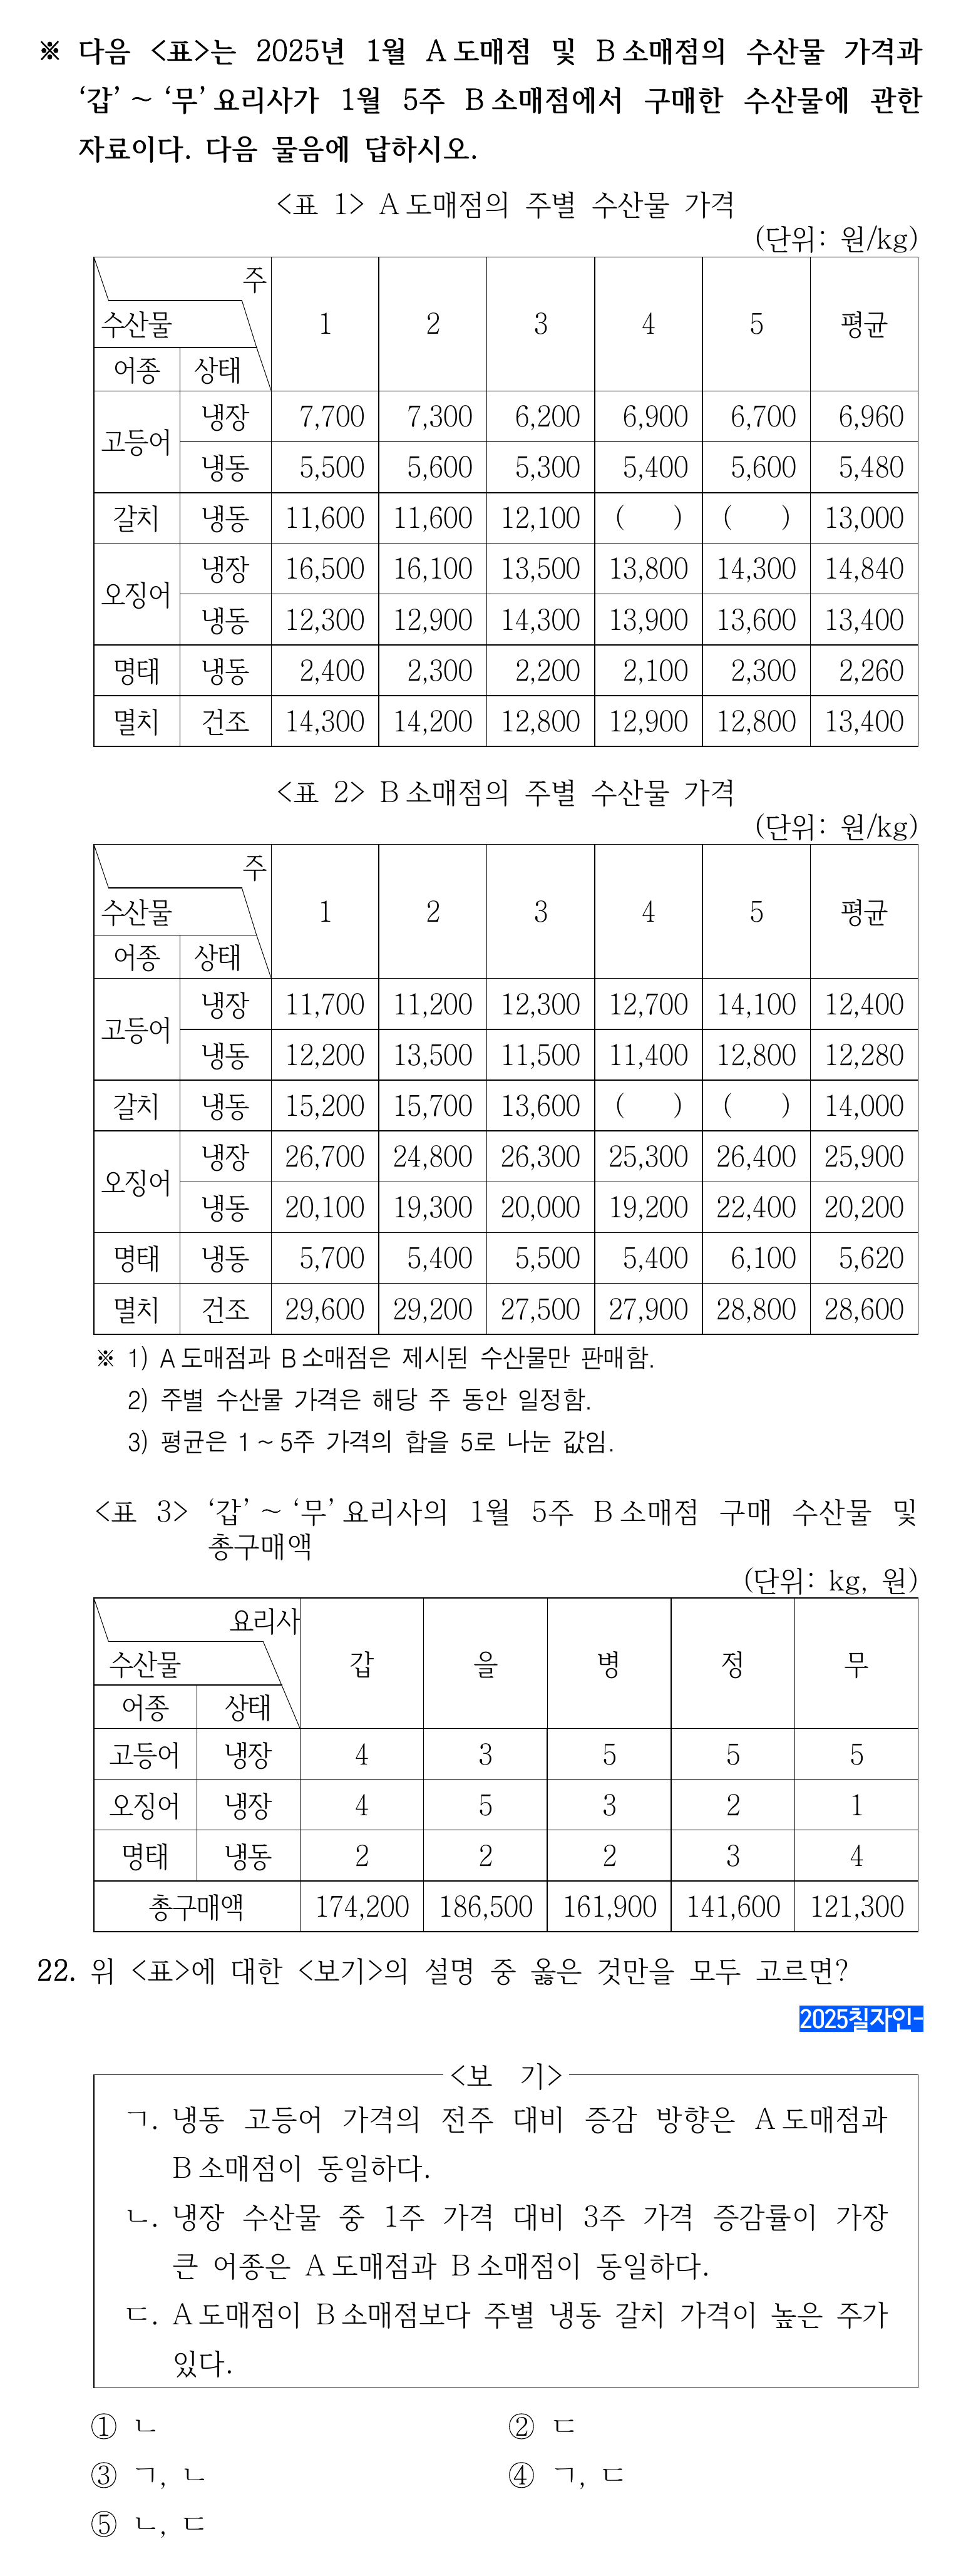 ※ 다음 <표>는 2025년 1월 A도매점 및 B소매점의 수산물 가격과
‘갑’ ~ ‘무’ 요리사가 1월 5주 B소매점에서 구매한 수산물에 관한
자료이다. 다음 물음에 답하시오.
<표 1> A도매점의 주별 수산물 가격
(단위: 원/kg)
주
수산물 1 2 3 4 5 평균
어종 상태
고등어 냉장 7,700 7,300 6,200 6,900 6,700 6,960
냉동 5,500 5,600 5,300 5,400 5,600 5,480
갈치 냉동 11,600 11,600 12,100 ( ) ( ) 13,000
오징어 냉장 16,500 16,100 13,500 13,800 14,300 14,840
냉동 12,300 12,900 14,300 13,900 13,600 13,400
명태 냉동 2,400 2,300 2,200 2,100 2,300 2,260
멸치 건조 14,300 14,200 12,800 12,900 12,800 13,400
<표 2> B소매점의 주별 수산물 가격
(단위: 원/kg)
주
수산물 1 2 3 4 5 평균
어종 상태
고등어 냉장 11,700 11,200 12,300 12,700 14,100 12,400
냉동 12,200 13,500 11,500 11,400 12,800 12,280
갈치 냉동 15,200 15,700 13,600 ( ) ( ) 14,000
오징어 냉장 26,700 24,800 26,300 25,300 26,400 25,900
냉동 20,100 19,300 20,000 19,200 22,400 20,200
명태 냉동 5,700 5,400 5,500 5,400 6,100 5,620
멸치 건조 29,600 29,200 27,500 27,900 28,800 28,600
※ 1) A도매점과 B소매점은 제시된 수산물만 판매함.
2) 주별 수산물 가격은 해당 주 동안 일정함.
3) 평균은 1~5주 가격의 합을 5로 나눈 값임.
<표 3> ‘갑’ ~ ‘무’ 요리사의 1월 5주 B소매점 구매 수산물 및
총구매액
(단위: kg, 원)
요리사
수산물 갑 을 병 정 무
어종 상태
고등어 냉장 4 3 5 5 5
오징어 냉장 4 5 3 2 1
명태 냉동 2 2 2 3 4
총구매액 174,200 186,500 161,900 141,600 121,300
22. 위 <표>에 대한 <보기>의 설명 중 옳은 것만을 모두 고르면?
2025칠자인-
<보 기>
ㄱ. 냉동 고등어 가격의 전주 대비 증감 방향은 A도매점과
B소매점이 동일하다.
ㄴ. 냉장 수산물 중 1주 가격 대비 3주 가격 증감률이 가장
큰 어종은 A도매점과 B소매점이 동일하다.
ㄷ. A도매점이 B소매점보다 주별 냉동 갈치 가격이 높은 주가
있다.
① ㄴ ② ㄷ
③ ㄱ, ㄴ ④ ㄱ, ㄷ
⑤ ㄴ, ㄷ